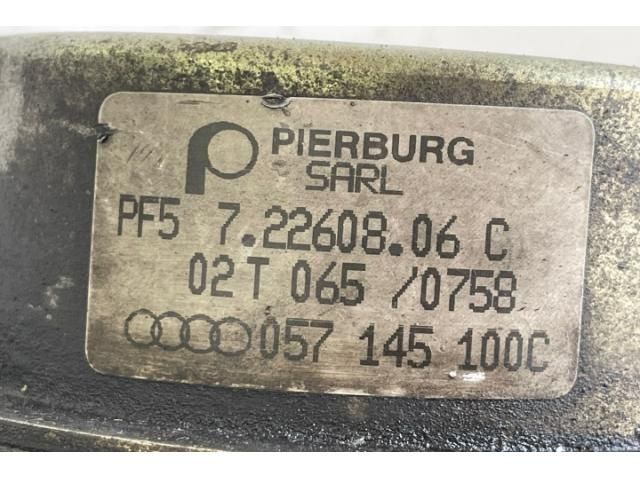 PIERBURG
SARL
PF5 7.22608.06 C
02T 065 /0758
057 145 100C